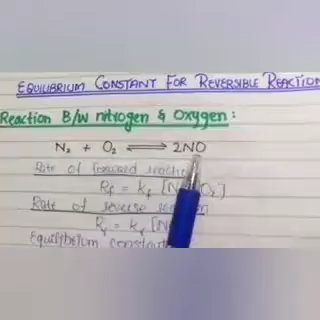 EQUILIBRIUM CONSTANT FOR REVERSIBLE REACTION
Reaction B/W nitrogen & Oxygen:
N₂ + O₂ ⇌ 2NO
Rate of forward
R_f = k_f [N O₂]
Rate of reverse
R_r = k_r [N
Equilibrium constant